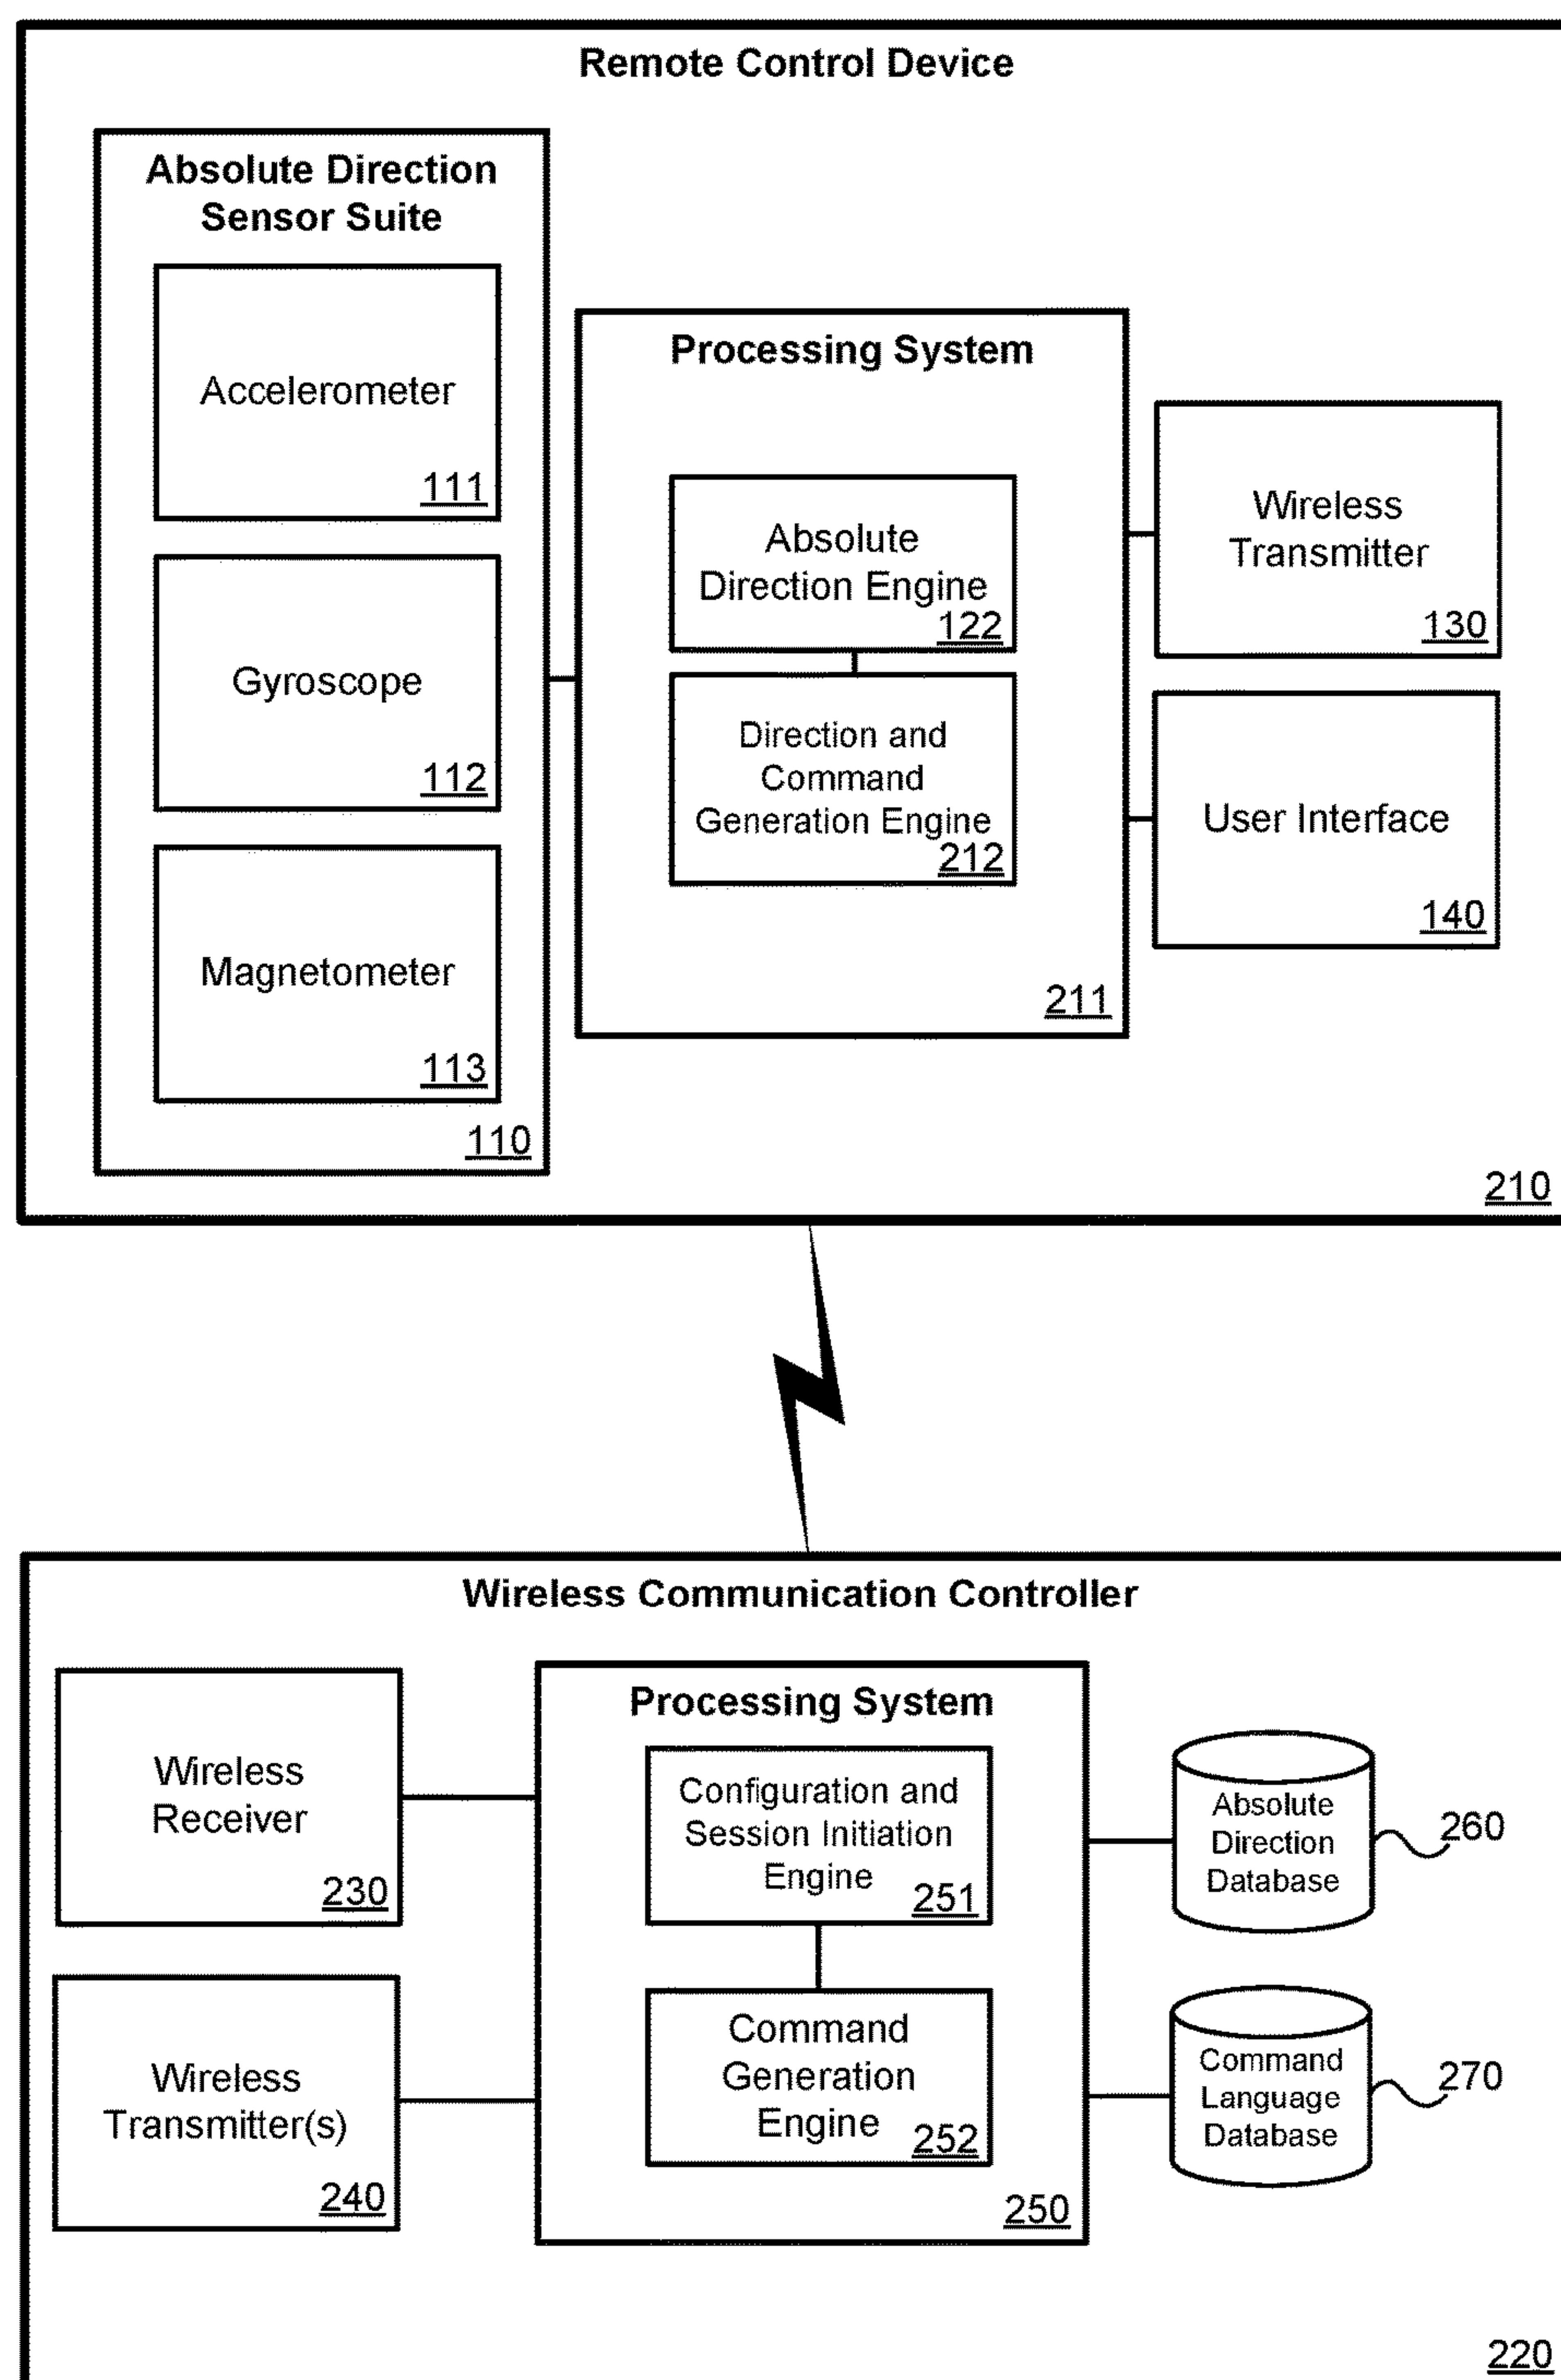 Remote Control Device
Absolute Direction
Sensor Suite
Accelerometer
111
Gyroscope
112
Magnetometer
113
110
Processing System
Absolute
Direction Engine
122
Direction and
Command
Generation Engine
212
211
Wireless
Transmitter
130
User Interface
140
210
Wireless Communication Controller
Wireless
Receiver
230
Wireless
Transmitter(s)
240
Processing System
Configuration and
Session Initiation
Engine
251
Command
Generation
Engine
252
250
Absolute
Direction
Database
260
Command
Language
Database
270
220